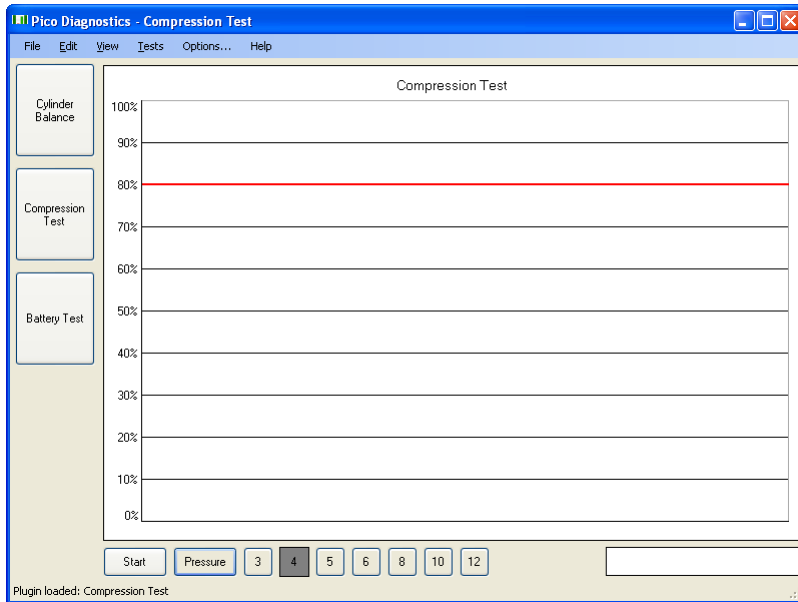 Pico Diagnostics - Compression Test
File Edit View Tests Options... Help
Cylinder
Balance
Compression
Test
Battery Test
Compression Test
100%
90%
80%
70%
60%
50%
40%
30%
20%
10%
0%
Start Pressure 3 4 5 6 8 10 12
Plugin loaded: Compression Test